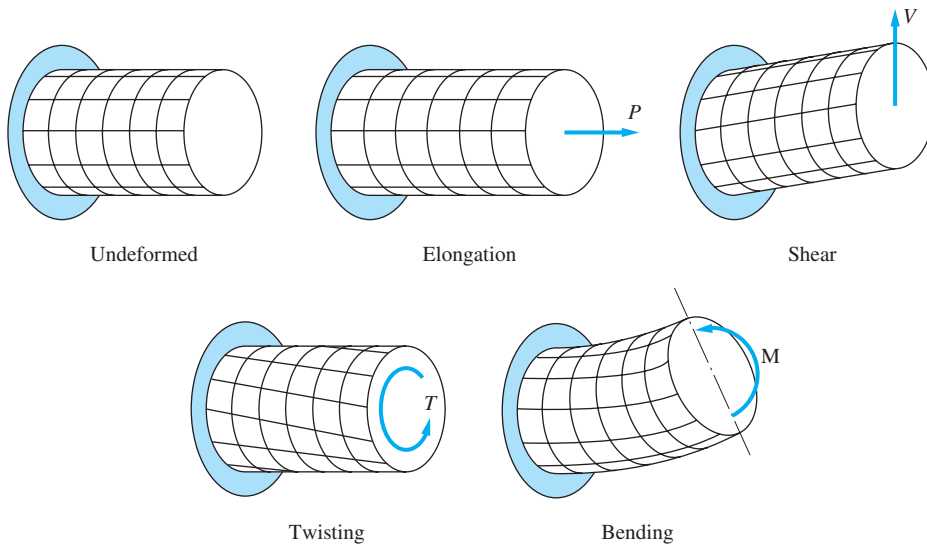 V
P
Undeformed
Elongation
Shear
M
T
Twisting
Bending